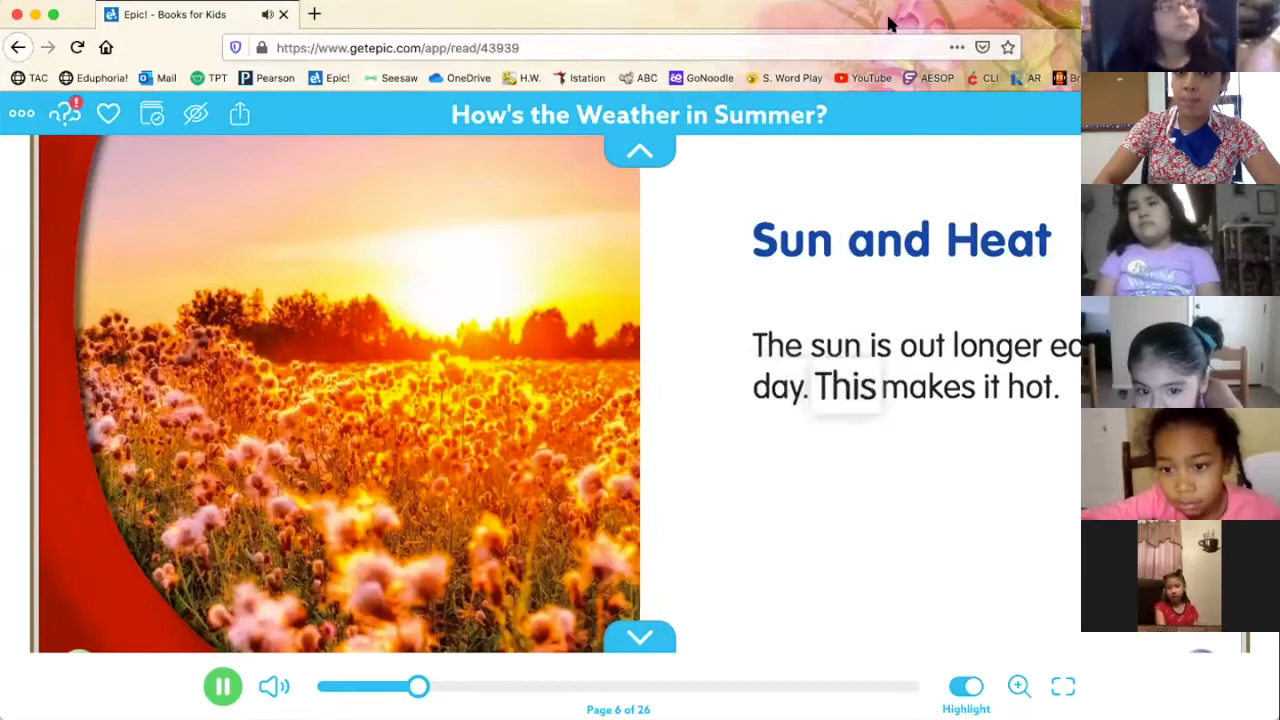 Epic! - Books for Kids
https://www.getepic.com/app/read/43939
TAC Eduphoria! Mail TPT Pearson Epic! Seesaw OneDrive H.W. Istation ABC GoNoodle S. Word Play YouTube AESOP CLI AR
How's the Weather in Summer?
Sun and Heat
The sun is out longer
day. This makes it hot.
Page 6 of 26
Highlight